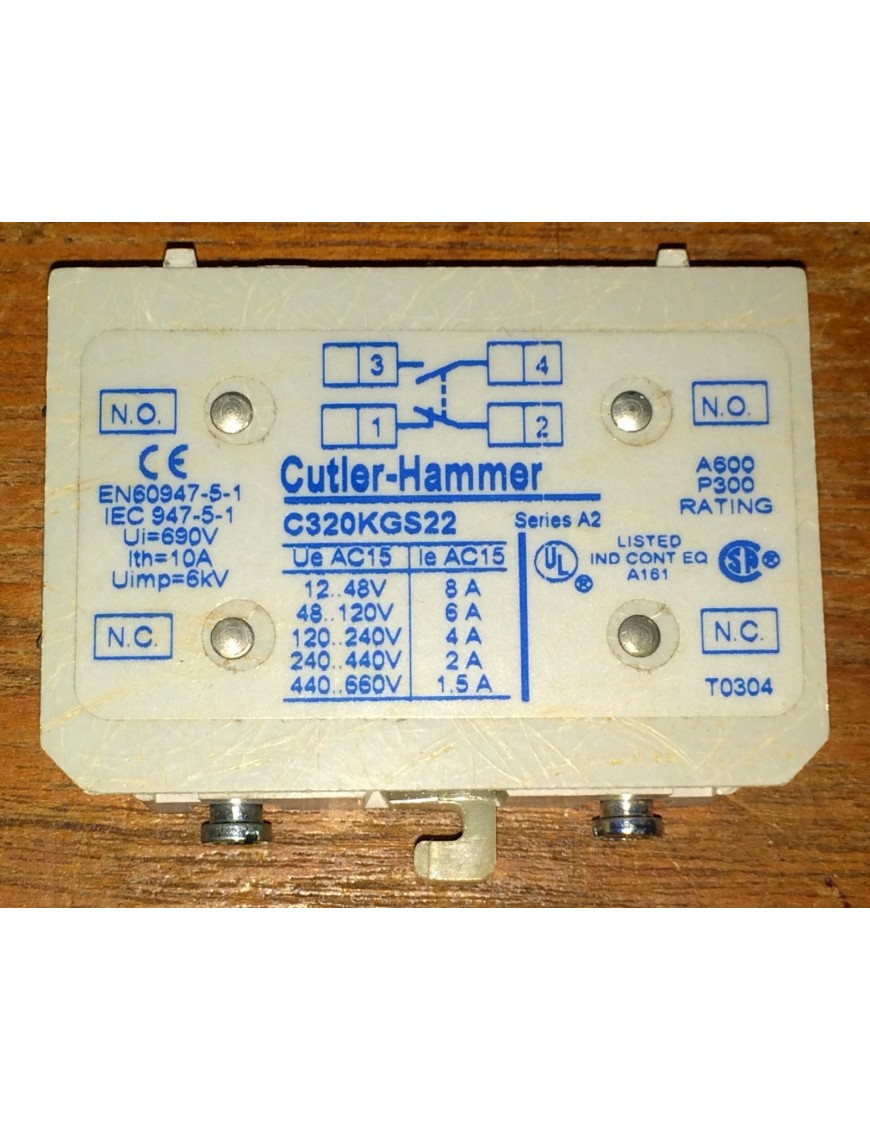 3 4
N.O. N.O.
1 2
CE
EN60947-5-1
IEC 947-5-1
Ui=690V
Ith=10A
Uimp=6kV
Cutler-Hammer
C320KGS22 Series A2
Ue AC15 Ie AC15
12..48V 8 A
48..120V 6 A
120..240V 4 A
240..440V 2 A
440..660V 1.5 A
A600
P300
RATING
UL ® LISTED
IND CONT EQ
A161
SA ®
N.C. N.C.
T0304